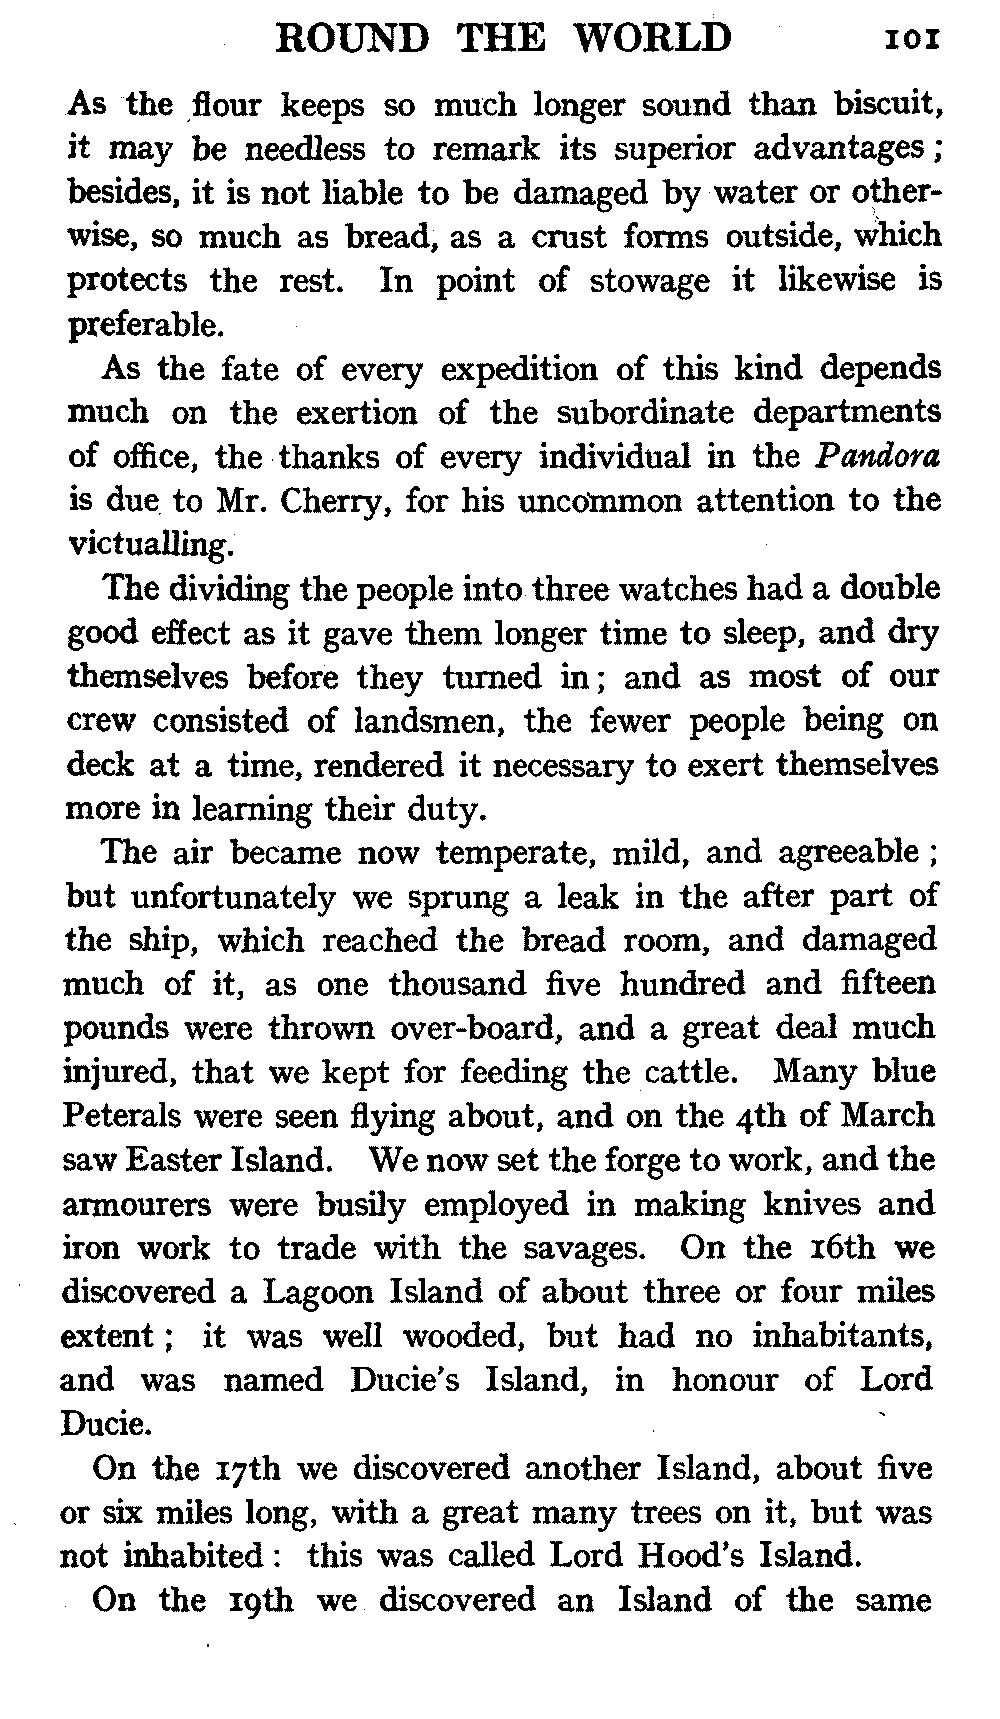 ROUND THE WORLD 101
As the flour keeps so much longer sound than biscuit,
it may be needless to remark its superior advantages ;
besides, it is not liable to be damaged by water or other-
wise, so much as bread, as a crust forms outside, which
protects the rest. In point of stowage it likewise is
preferable.
As the fate of every expedition of this kind depends
much on the exertion of the subordinate departments
of office, the thanks of every individual in the Pandora
is due to Mr. Cherry, for his uncommon attention to the
victualling.
The dividing the people into three watches had a double
good effect as it gave them longer time to sleep, and dry
themselves before they turned in ; and as most of our
crew consisted of landsmen, the fewer people being on
deck at a time, rendered it necessary to exert themselves
more in learning their duty.
The air became now temperate, mild, and agreeable ;
but unfortunately we sprung a leak in the after part of
the ship, which reached the bread room, and damaged
much of it, as one thousand five hundred and fifteen
pounds were thrown over-board, and a great deal much
injured, that we kept for feeding the cattle. Many blue
Peterals were seen flying about, and on the 4th of March
saw Easter Island. We now set the forge to work, and the
armourers were busily employed in making knives and
iron work to trade with the savages. On the 16th we
discovered a Lagoon Island of about three or four miles
extent ; it was well wooded, but had no inhabitants,
and was named Ducie's Island, in honour of Lord
Ducie.
On the 17th we discovered another Island, about five
or six miles long, with a great many trees on it, but was
not inhabited : this was called Lord Hood's Island.
On the 19th we discovered an Island of the same